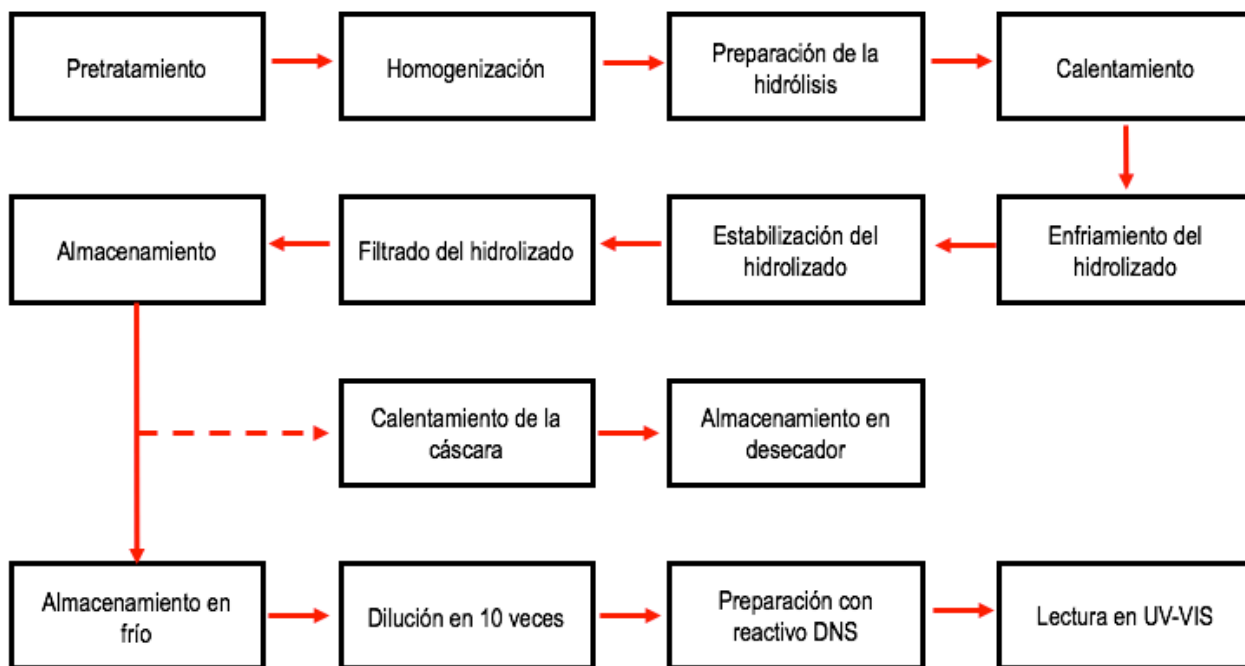 Pretratamiento
Homogenización
Preparación de la
hidrólisis
Calentamiento
Enfriamiento del
hidrolizado
Estabilización del
hidrolizado
Filtrado del hidrolizado
Almacenamiento
Calentamiento de la
cáscara
Almacenamiento en
desecador
Almacenamiento en
frío
Dilución en 10 veces
Preparación con
reactivo DNS
Lectura en UV-VIS